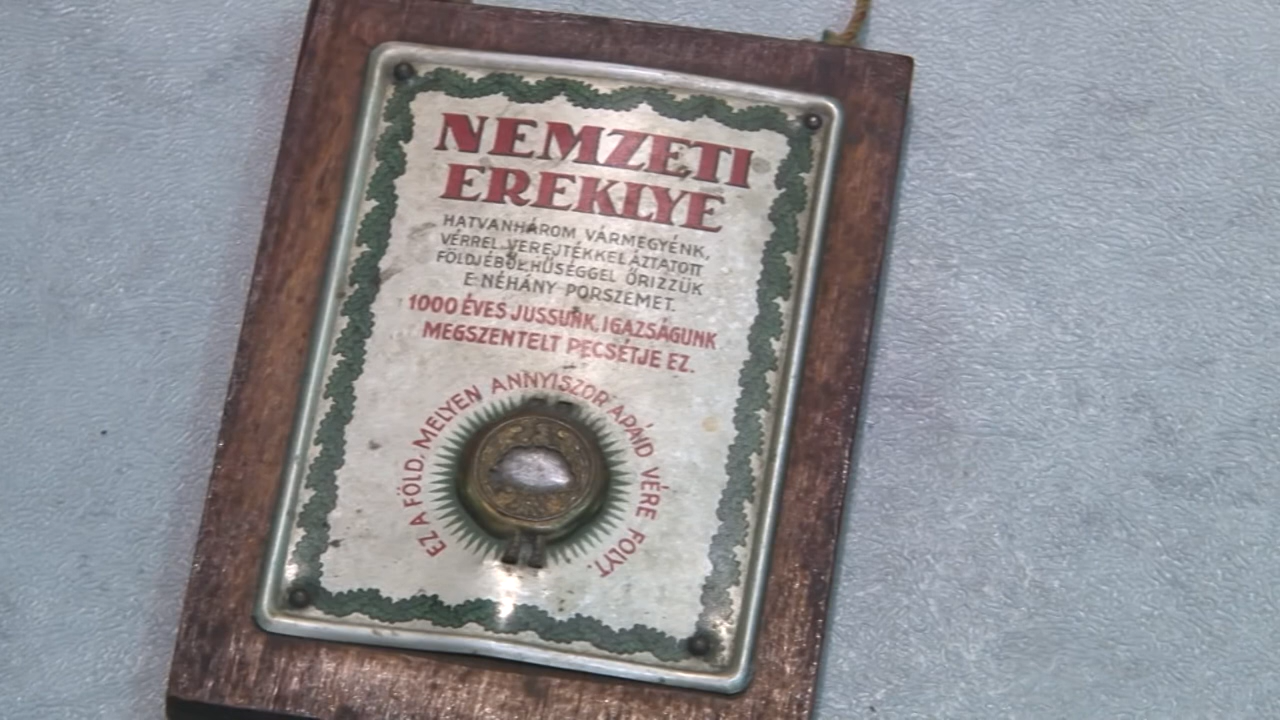 NEMZETI
EREKLYE
HATVANHÁROM VÁRMEGYÉNK,
VÉRREL, VEREJTÉKKEL ÁZTATOTT
FÖLDJÉBŐL, HŰSÉGGEL ŐRIZZÜK
E NÉHÁNY PORSZEMET.
1000 ÉVES JUSSUNK, IGAZSÁGUNK
MEGSZENTELT PECSÉTJE EZ.
EZ A FÖLD, MELYEN ANNYISZOR APÁID VÉRE FOLYT.